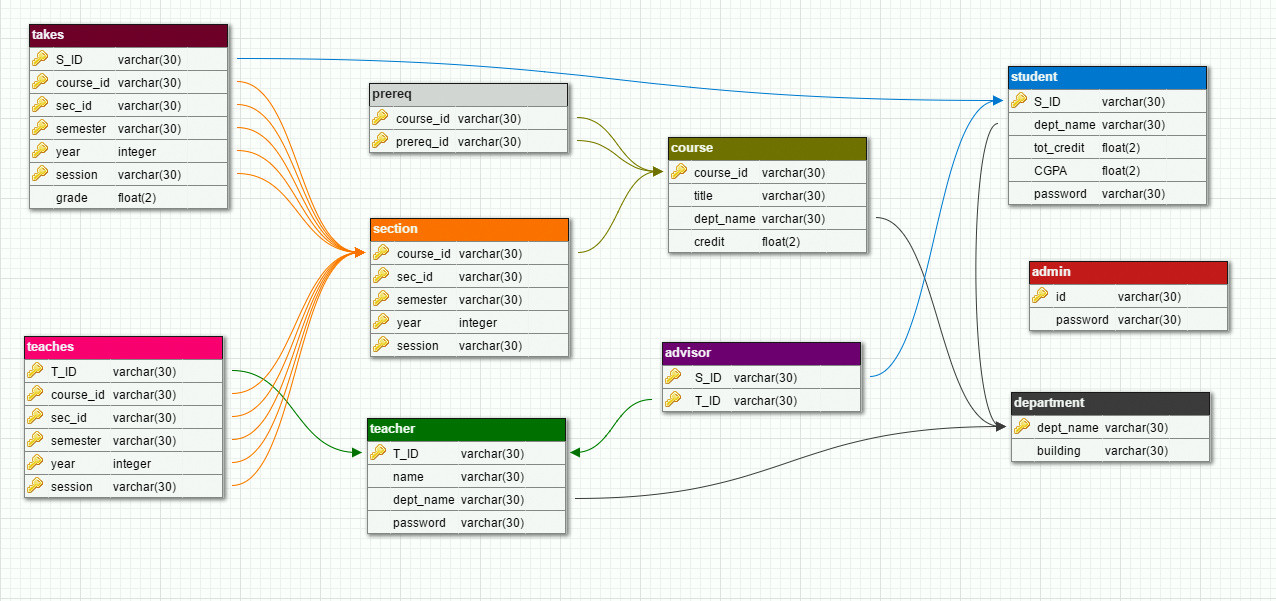 takes
S_ID varchar(30)
course_id varchar(30)
sec_id varchar(30)
semester varchar(30)
year integer
session varchar(30)
grade float(2)
prereq
course_id varchar(30)
prereq_id varchar(30)
course
course_id varchar(30)
title varchar(30)
dept_name varchar(30)
credit float(2)
student
S_ID varchar(30)
dept_name varchar(30)
tot_credit float(2)
CGPA float(2)
password varchar(30)
section
course_id varchar(30)
sec_id varchar(30)
semester varchar(30)
year integer
session varchar(30)
admin
id varchar(30)
password varchar(30)
teaches
T_ID varchar(30)
course_id varchar(30)
sec_id varchar(30)
semester varchar(30)
year integer
session varchar(30)
advisor
S_ID varchar(30)
T_ID varchar(30)
teacher
T_ID varchar(30)
name varchar(30)
dept_name varchar(30)
password varchar(30)
department
dept_name varchar(30)
building varchar(30)